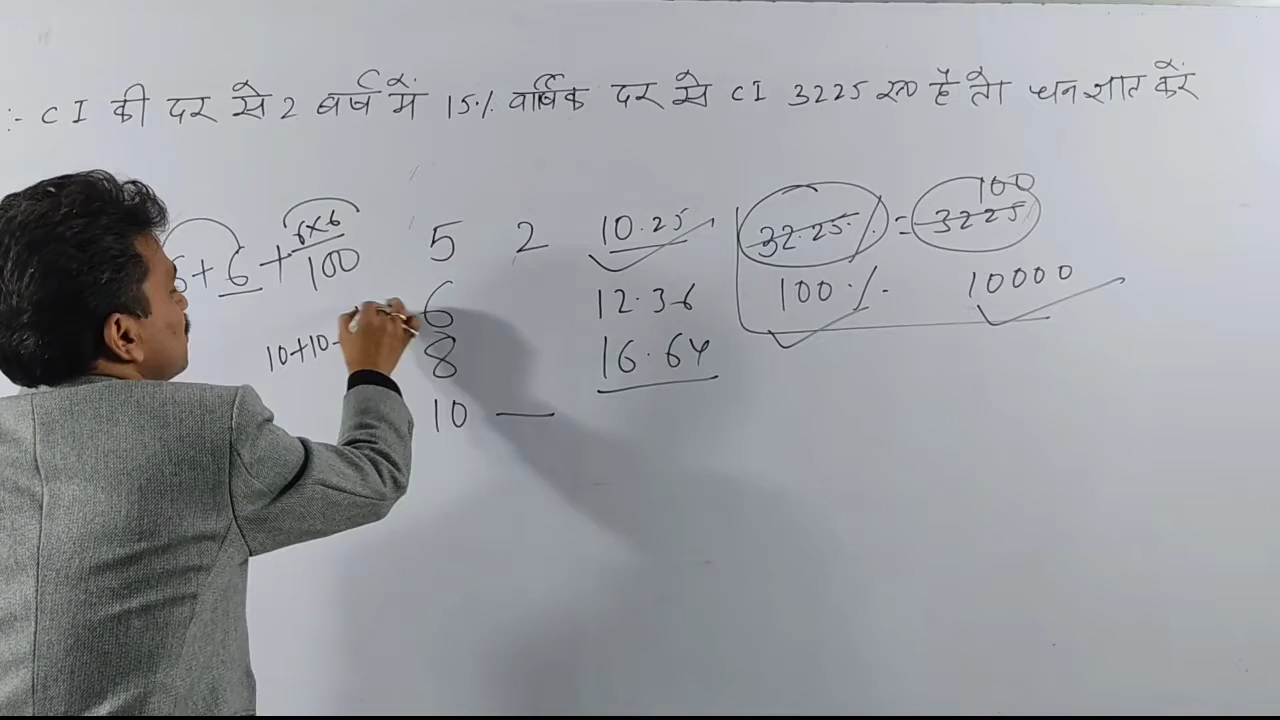 :- CI की दर से 2 वर्ष में 15% वार्षिक दर से CI 3225 रु० है तो धन ज्ञात करें
6+6+6×6/100
10+10-
5 2 10.25
6 12.36
8 16.64
10 —
32.25% = 3225 100
100% 10000